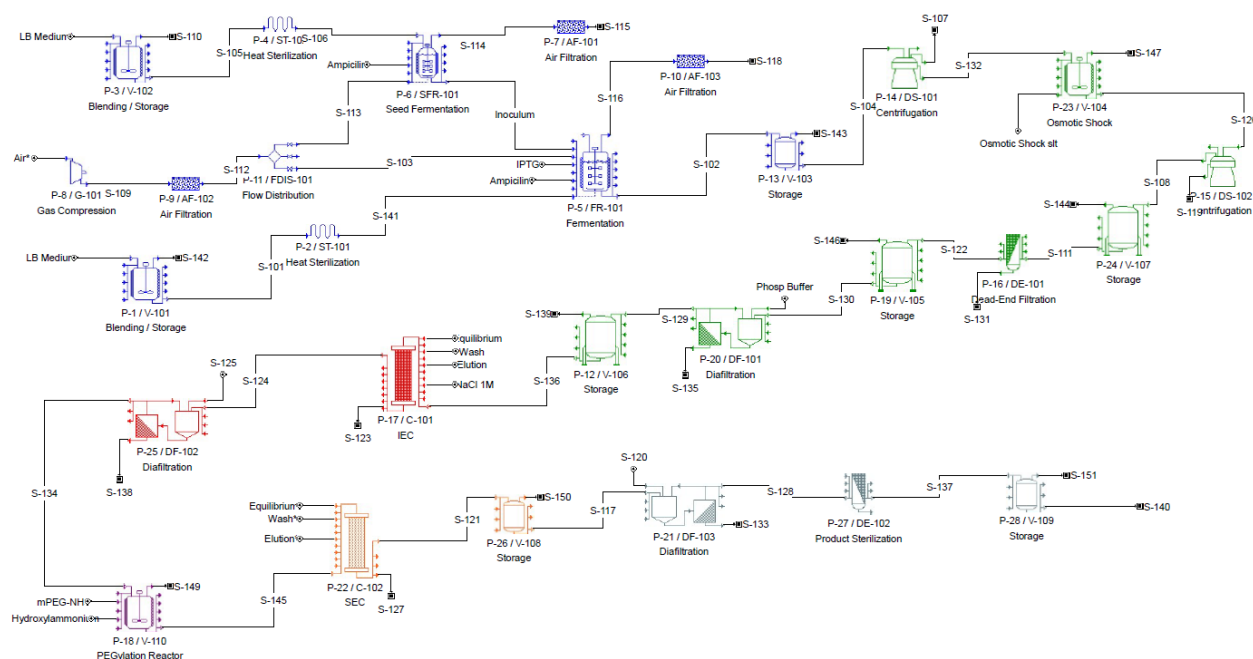 LB Medium
S-110
S-105
P-3 / V-102
Blending / Storage
P-4 / ST-10
S-106
Heat Sterilization
S-114
Ampicilin
P-6 / SFR-101
Seed Fermentation
P-7 / AF-101
S-115
Air Filtration
P-10 / AF-103
S-118
Air Filtration
S-116
S-113
Inoculum
Air*
S-109
P-8 / G-101
Gas Compression
S-112
P-9 / AF-102
Air Filtration
P-11 / FDIS-101
Flow Distribution
S-103
IPTG
Ampicilin
P-5 / FR-101
Fermentation
S-102
S-141
P-2 / ST-101
Heat Sterilization
S-101
LB Medium
S-142
P-1 / V-101
Blending / Storage
S-143
P-13 / V-103
Storage
S-104
S-107
P-14 / DS-101
Centrifugation
S-132
S-147
P-23 / V-104
Osmotic Shock
Osmotic Shock slt
S-126
P-15 / DS-102
S-119
ntrifugation
S-108
S-144
P-24 / V-107
Storage
S-111
P-16 / DE-101
Dead-End Filtration
S-131
S-122
S-146
P-19 / V-105
Storage
S-130
Phosp Buffer
P-20 / DF-101
Diafiltration
S-135
S-129
S-139
P-12 / V-106
Storage
S-136
quilibrium
Wash
Elution
NaCl 1M
P-17 / C-101
IEC
S-123
S-124
S-125
P-25 / DF-102
Diafiltration
S-138
S-134
mPEG-NH
Hydroxylammonium
S-149
P-18 / V-110
PEGylation Reactor
S-145
Equilibrium
Wash*
Elution
P-22 / C-102
SEC
S-127
S-121
S-150
P-26 / V-108
Storage
S-117
S-120
P-21 / DF-103
Diafiltration
S-133
S-128
P-27 / DE-102
Product Sterilization
S-137
S-151
P-28 / V-109
Storage
S-140